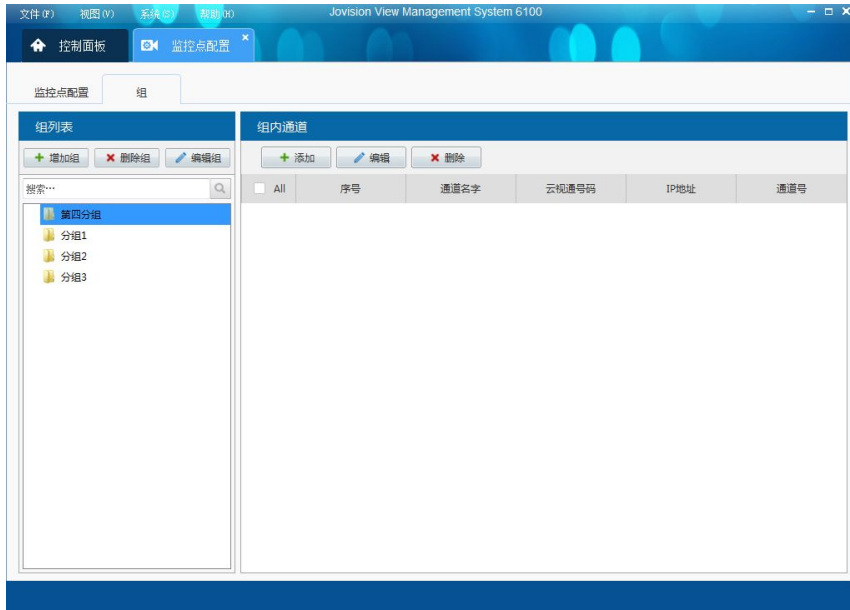 文件(F) 视图(V) 系统(S) 帮助(H) Jovision View Management System 6100
控制面板 监控点配置
监控点配置 组
组列表 组内通道
增加组 删除组 编辑组 添加 编辑 删除
搜索… All 序号 通道名字 云视通号码 IP地址 通道号
第四分组
分组1
分组2
分组3